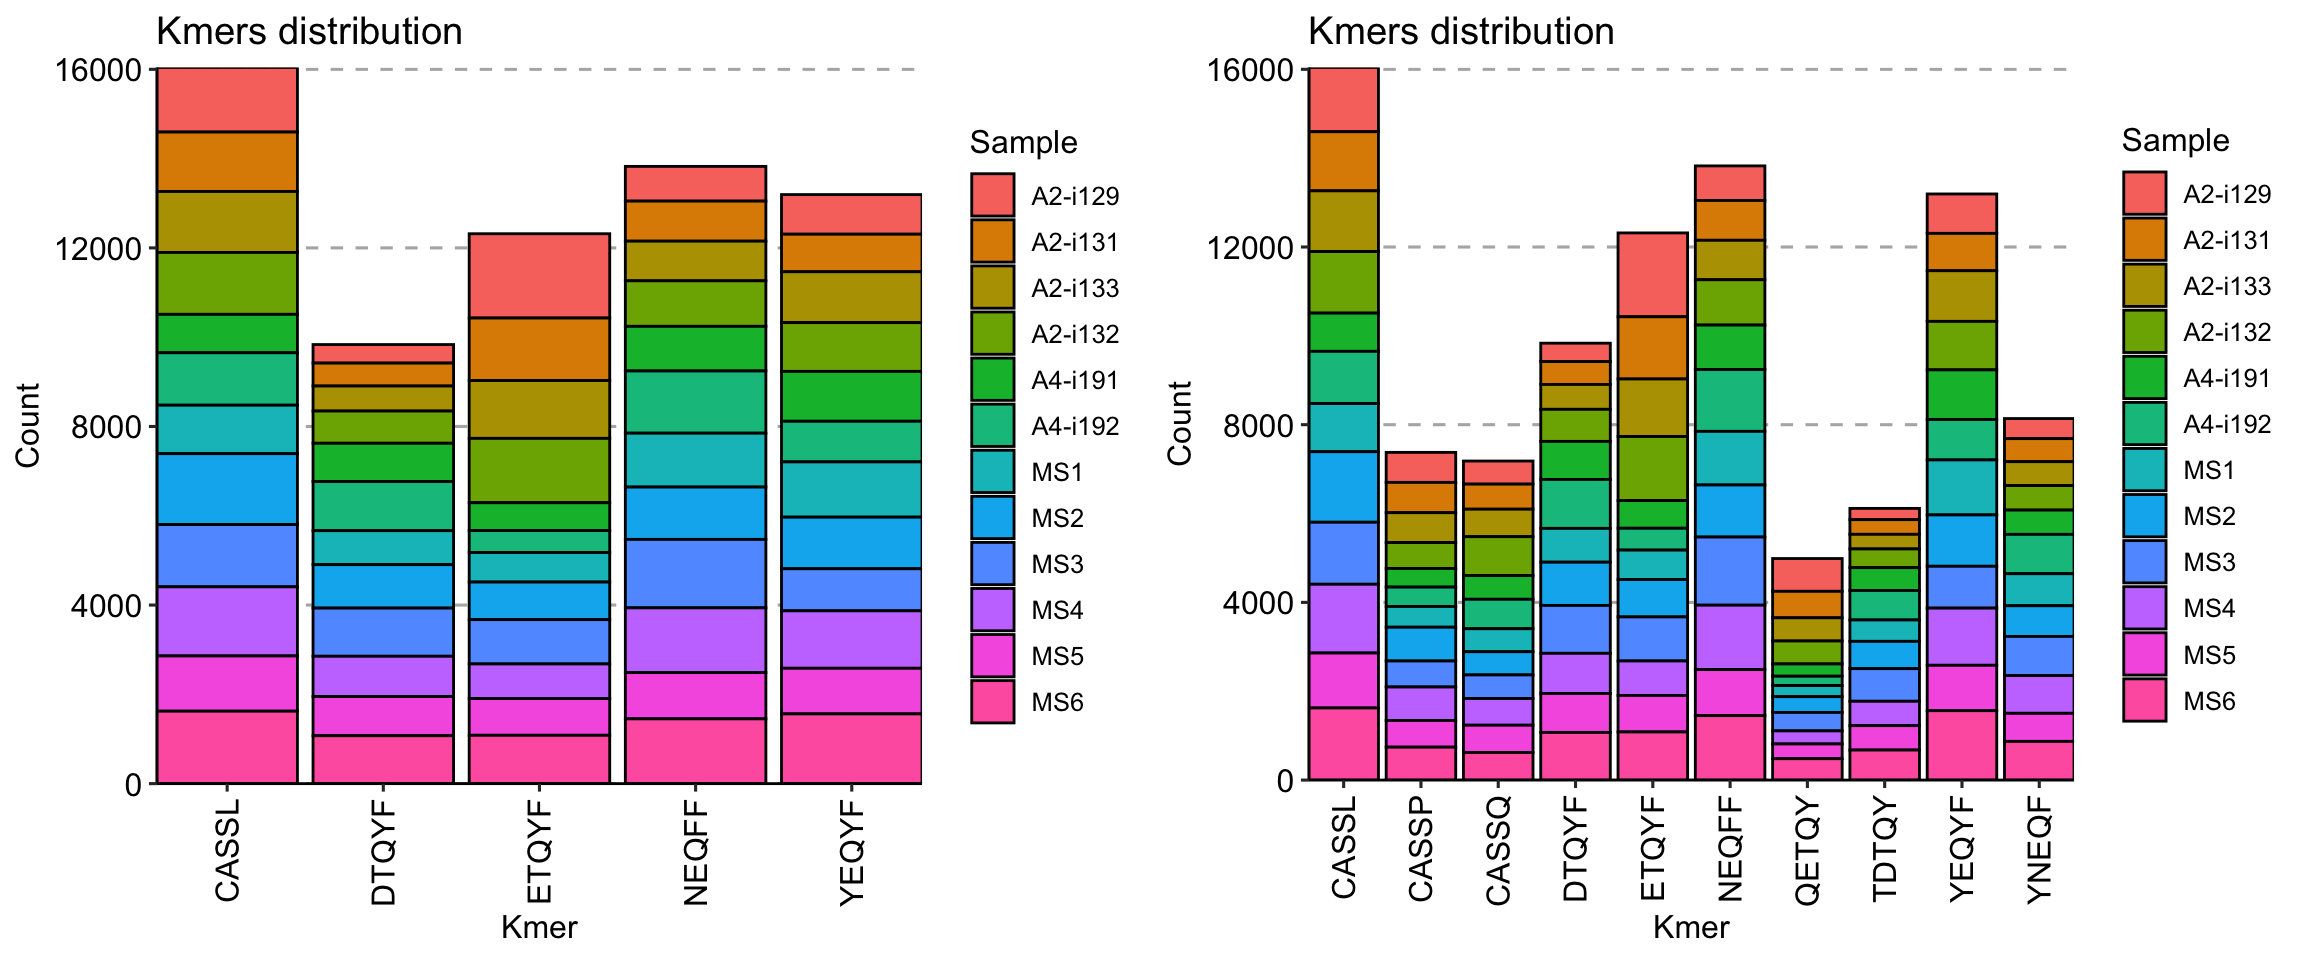 Kmers distribution
16000
12000
8000
4000
0
Count
CASSL
DTQYF
ETQYF
NEQFF
YEQYF
Kmer
Sample
A2-i129
A2-i131
A2-i133
A2-i132
A4-i191
A4-i192
MS1
MS2
MS3
MS4
MS5
MS6
Kmers distribution
16000
12000
8000
4000
0
Count
CASSL
CASSP
CASSQ
DTQYF
ETQYF
NEQFF
QETQY
TDTQY
YEQYF
YNEQF
Kmer
Sample
A2-i129
A2-i131
A2-i133
A2-i132
A4-i191
A4-i192
MS1
MS2
MS3
MS4
MS5
MS6